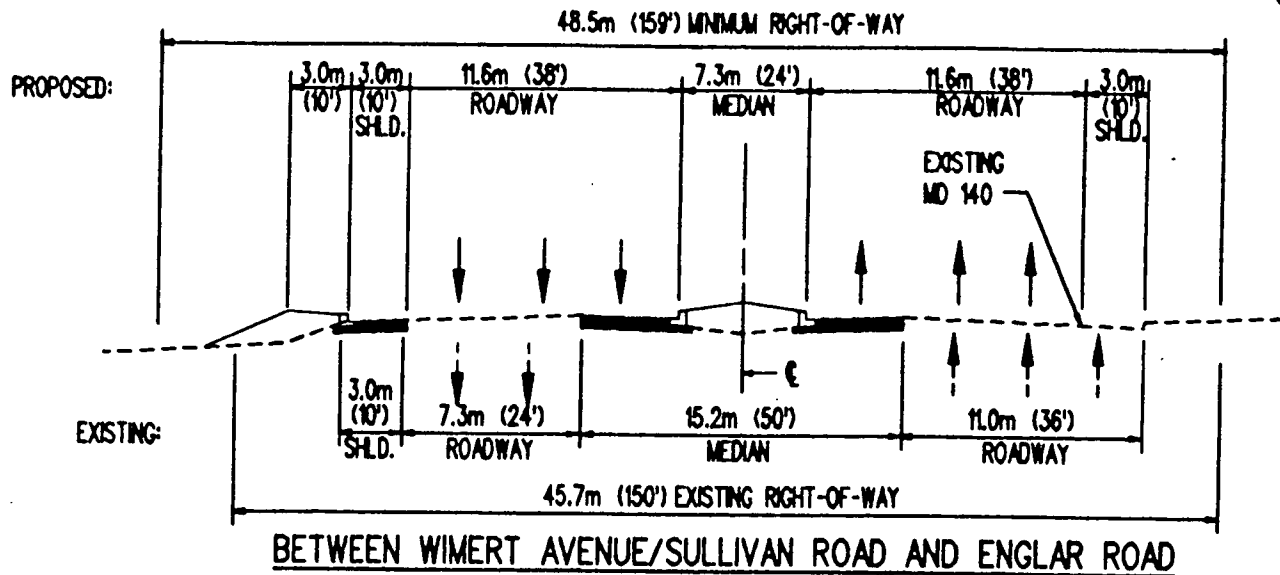 48.5m (159') MINIMUM RIGHT-OF-WAY
PROPOSED:
3.0m (10')
3.0m (10') SHLD.
11.6m (38') ROADWAY
7.3m (24') MEDIAN
11.6m (38') ROADWAY
3.0m (10') SHLD.
EXISTING
MD 140
℄
EXISTING:
3.0m (10') SHLD.
7.3m (24') ROADWAY
15.2m (50') MEDIAN
11.0m (36') ROADWAY
45.7m (150') EXISTING RIGHT-OF-WAY
BETWEEN WIMERT AVENUE/SULLIVAN ROAD AND ENGLAR ROAD